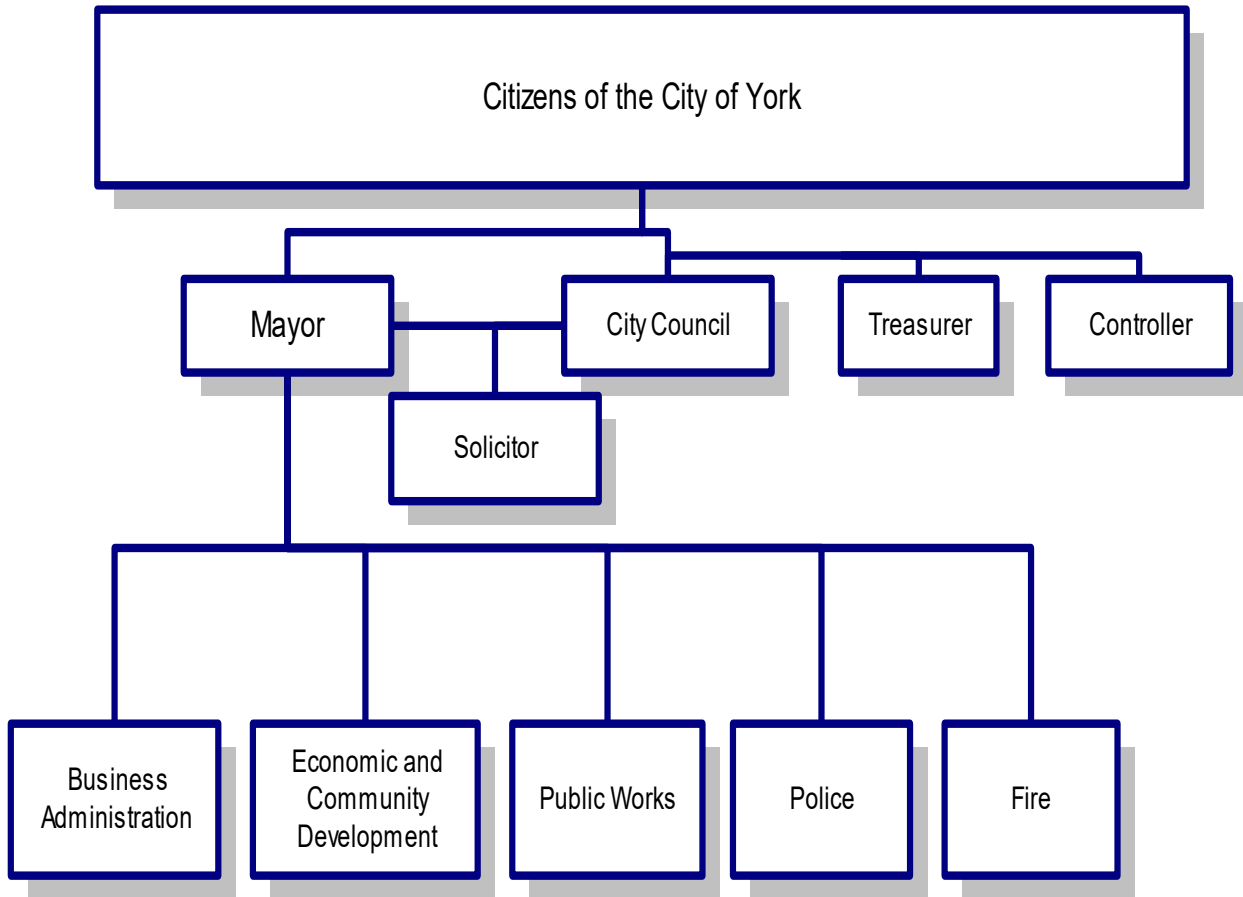 Citizens of the City of York
Mayor
City Council
Treasurer
Controller
Solicitor
Business
Administration
Economic and
Community
Development
Public Works
Police
Fire